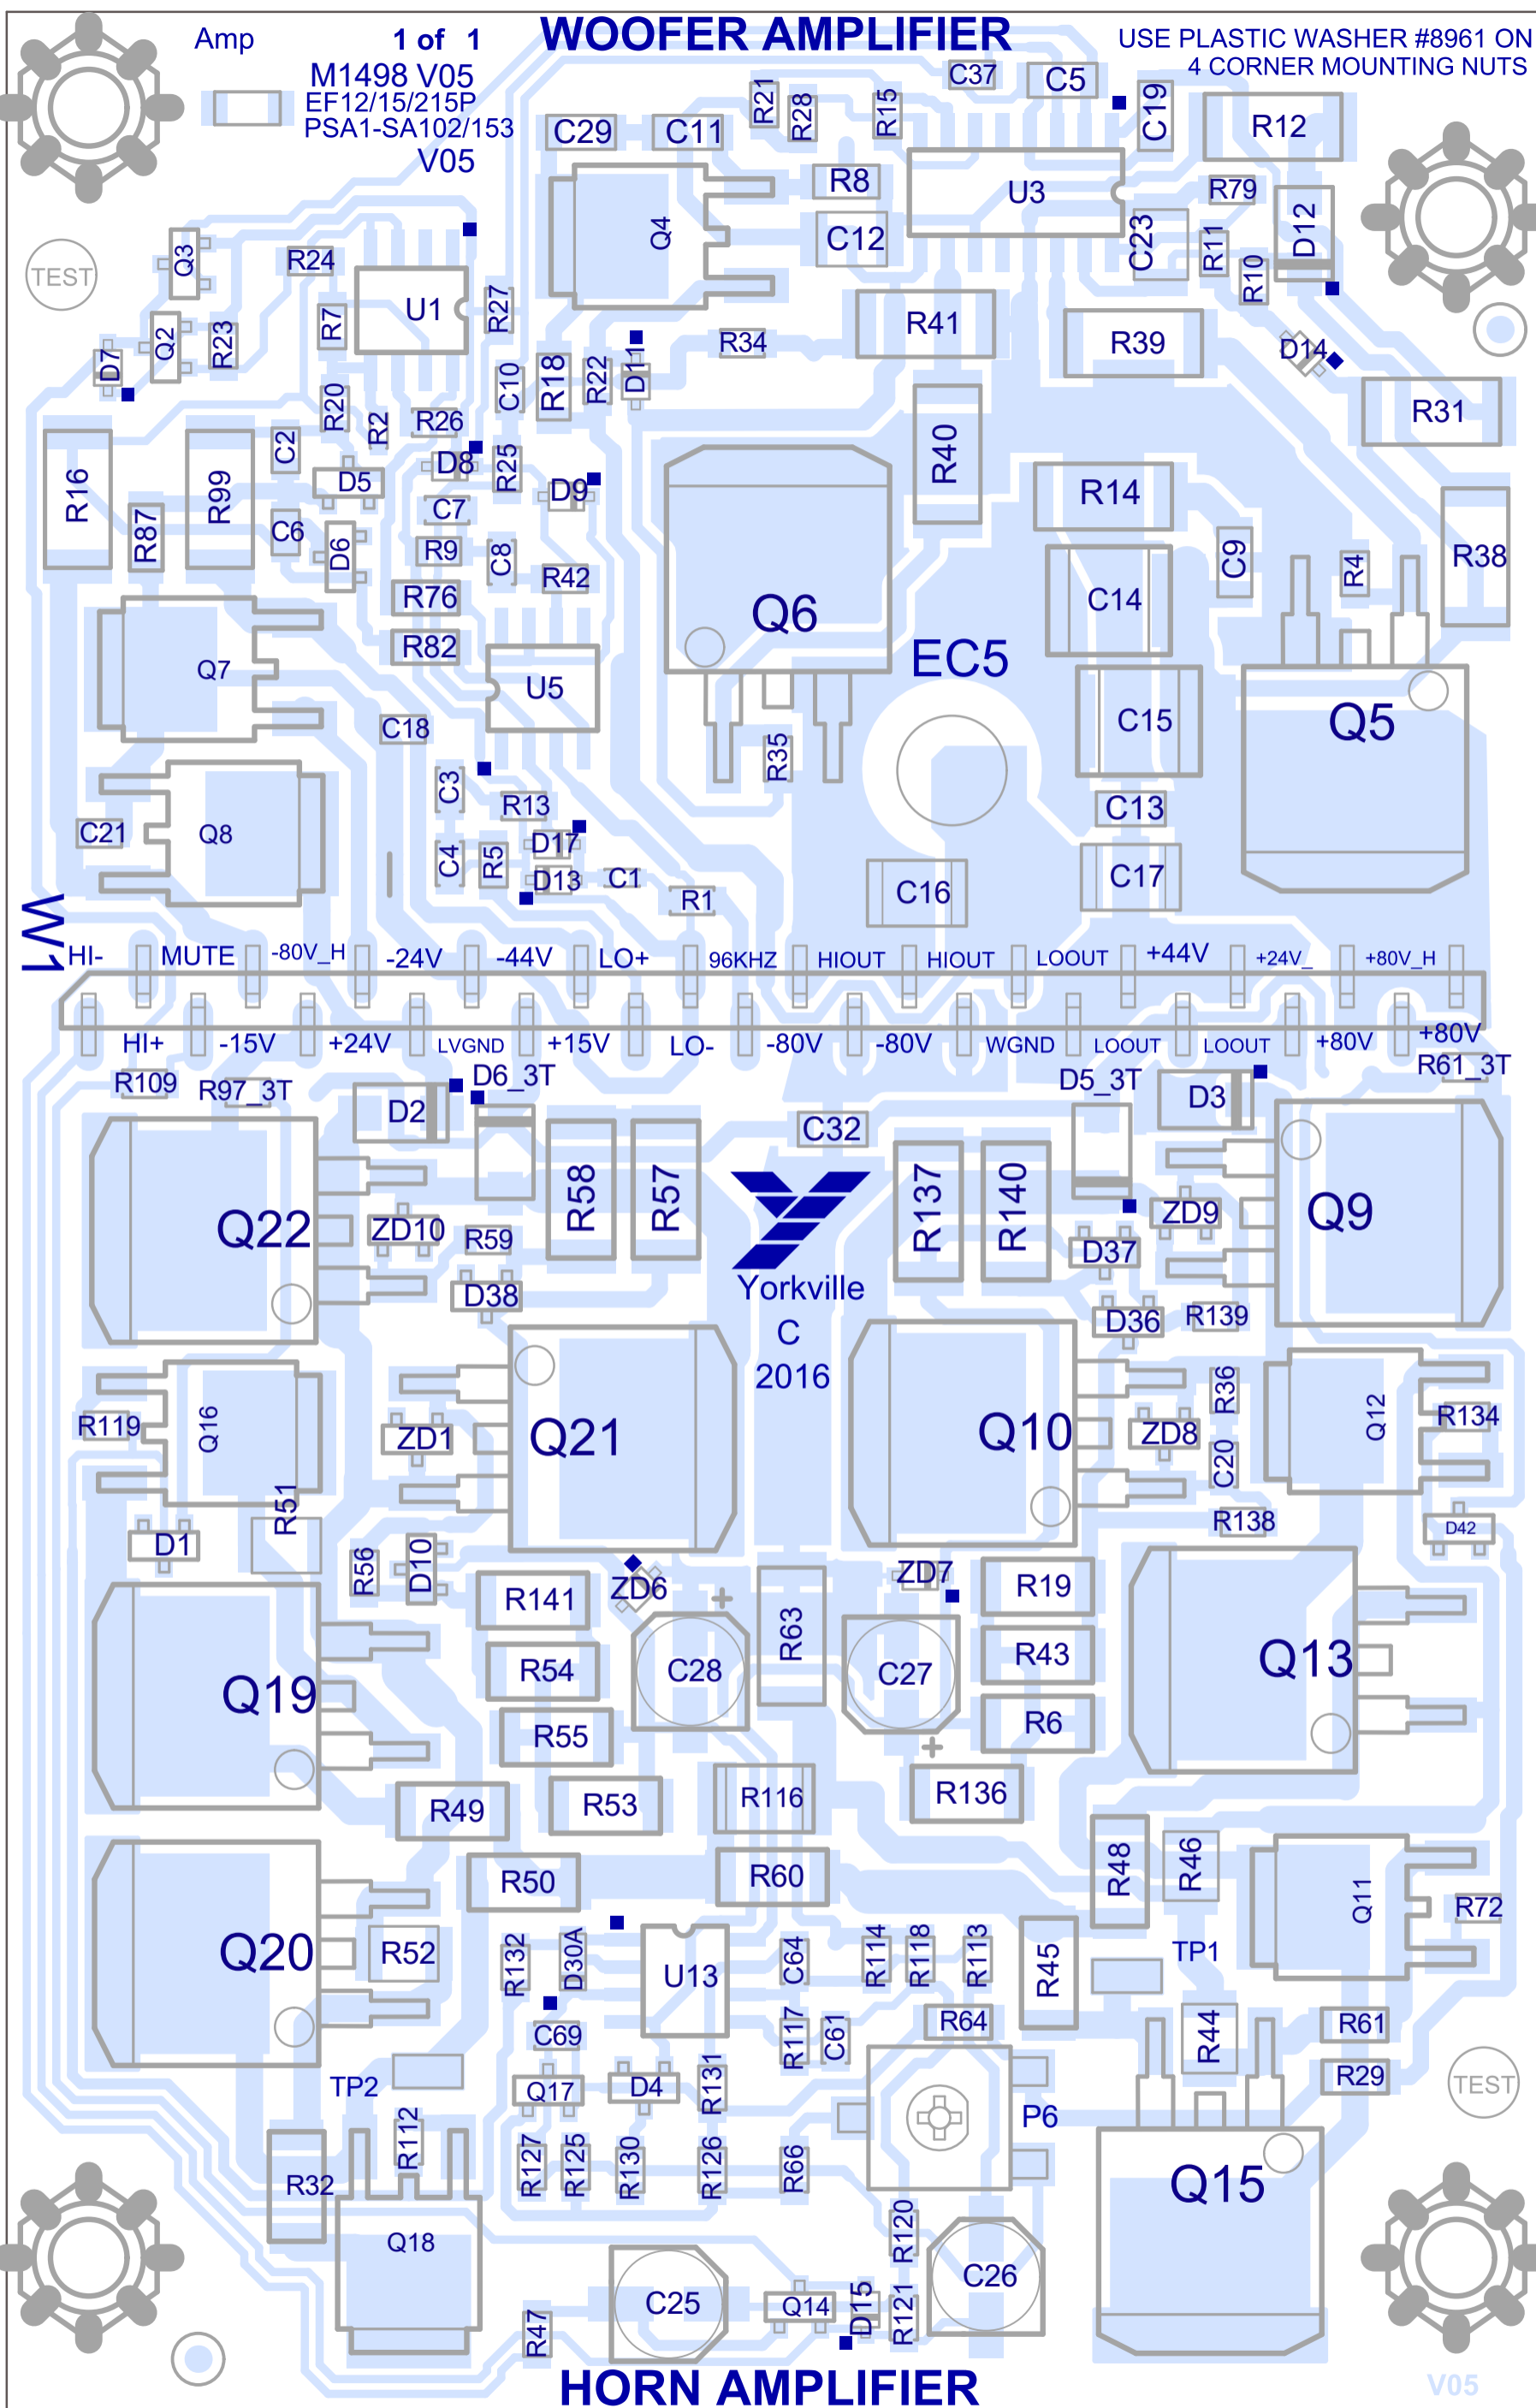 WOOFER AMPLIFIER
Amp
1 of 1
USE PLASTIC WASHER #8961 ON
4 CORNER MOUNTING NUTS
M1498 V05
EF12/15/215P
PSA1-SA102/153
V05
C37
C5
R21
R28
R15
C19
R12
C29
C11
R8
U3
R79
Q3
R24
Q4
C12
C23
R11
D12
R10
TEST
U1
R27
R7
R41
R39
D7
Q2
R23
R34
D14
C10
R18
R22
D11
R20
R2
R26
R31
R16
R99
C2
D5
D8
R25
D9
R40
R14
C7
R87
C6
D6
R9
C8
R42
C9
R4
R38
R76
Q6
C14
R82
EC5
Q7
U5
C18
C15
Q5
R35
C3
R13
C13
C21
Q8
D17
C4
R5
D13
C1
R1
C16
C17
W1
HI-
MUTE
-80V_H
-24V
-44V
LO+
96KHZ
HIOUT
HIOUT
LOOUT
+44V
+24V_
+80V_H
HI+
-15V
+24V
LVGND
+15V
LO-
-80V
-80V
WGND
LOOUT
LOOUT
+80V
+80V
R109
R97_3T
D6_3T
D5_3T
R61_3T
D2
D3
C32
Q22
ZD10
R59
R58
R57
R137
R140
D37
ZD9
Q9
D38
Yorkville
D36
R139
C
2016
R119
Q16
ZD1
Q21
Q10
ZD8
R36
C20
Q12
R134
R51
R138
D42
D1
R56
D10
ZD6
ZD7
R141
+
R63
R19
Q19
R54
C28
C27
R43
Q13
R55
R6
+
R49
R53
R116
R136
R50
R60
R48
R46
Q11
R72
Q20
R52
R132
D30A
U13
C64
R114
R118
R113
R45
TP1
C69
R117
C61
R64
R44
R61
TP2
Q17
D4
R131
R29
TEST
P6
R32
R112
R127
R125
R130
R126
R66
Q15
Q18
R120
C25
Q14
D15
R121
C26
R47
HORN AMPLIFIER
V05